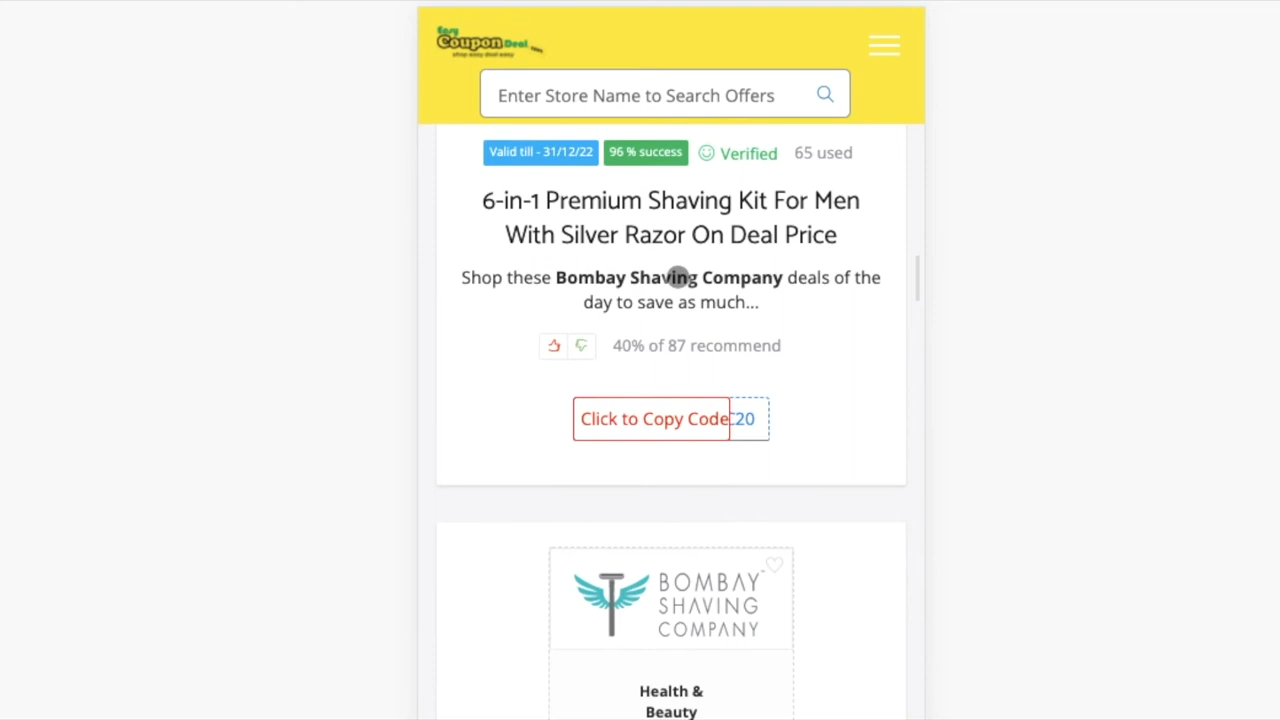 Easy
Coupon Deal
shop easy deal easy
Enter Store Name to Search Offers
Valid till - 31/12/22 96 % success Verified 65 used
6-in-1 Premium Shaving Kit For Men
With Silver Razor On Deal Price
Shop these Bombay Shaving Company deals of the
day to save as much...
40% of 87 recommend
Click to Copy Code 20
BOMBAY
SHAVING
COMPANY
Health &
Beauty